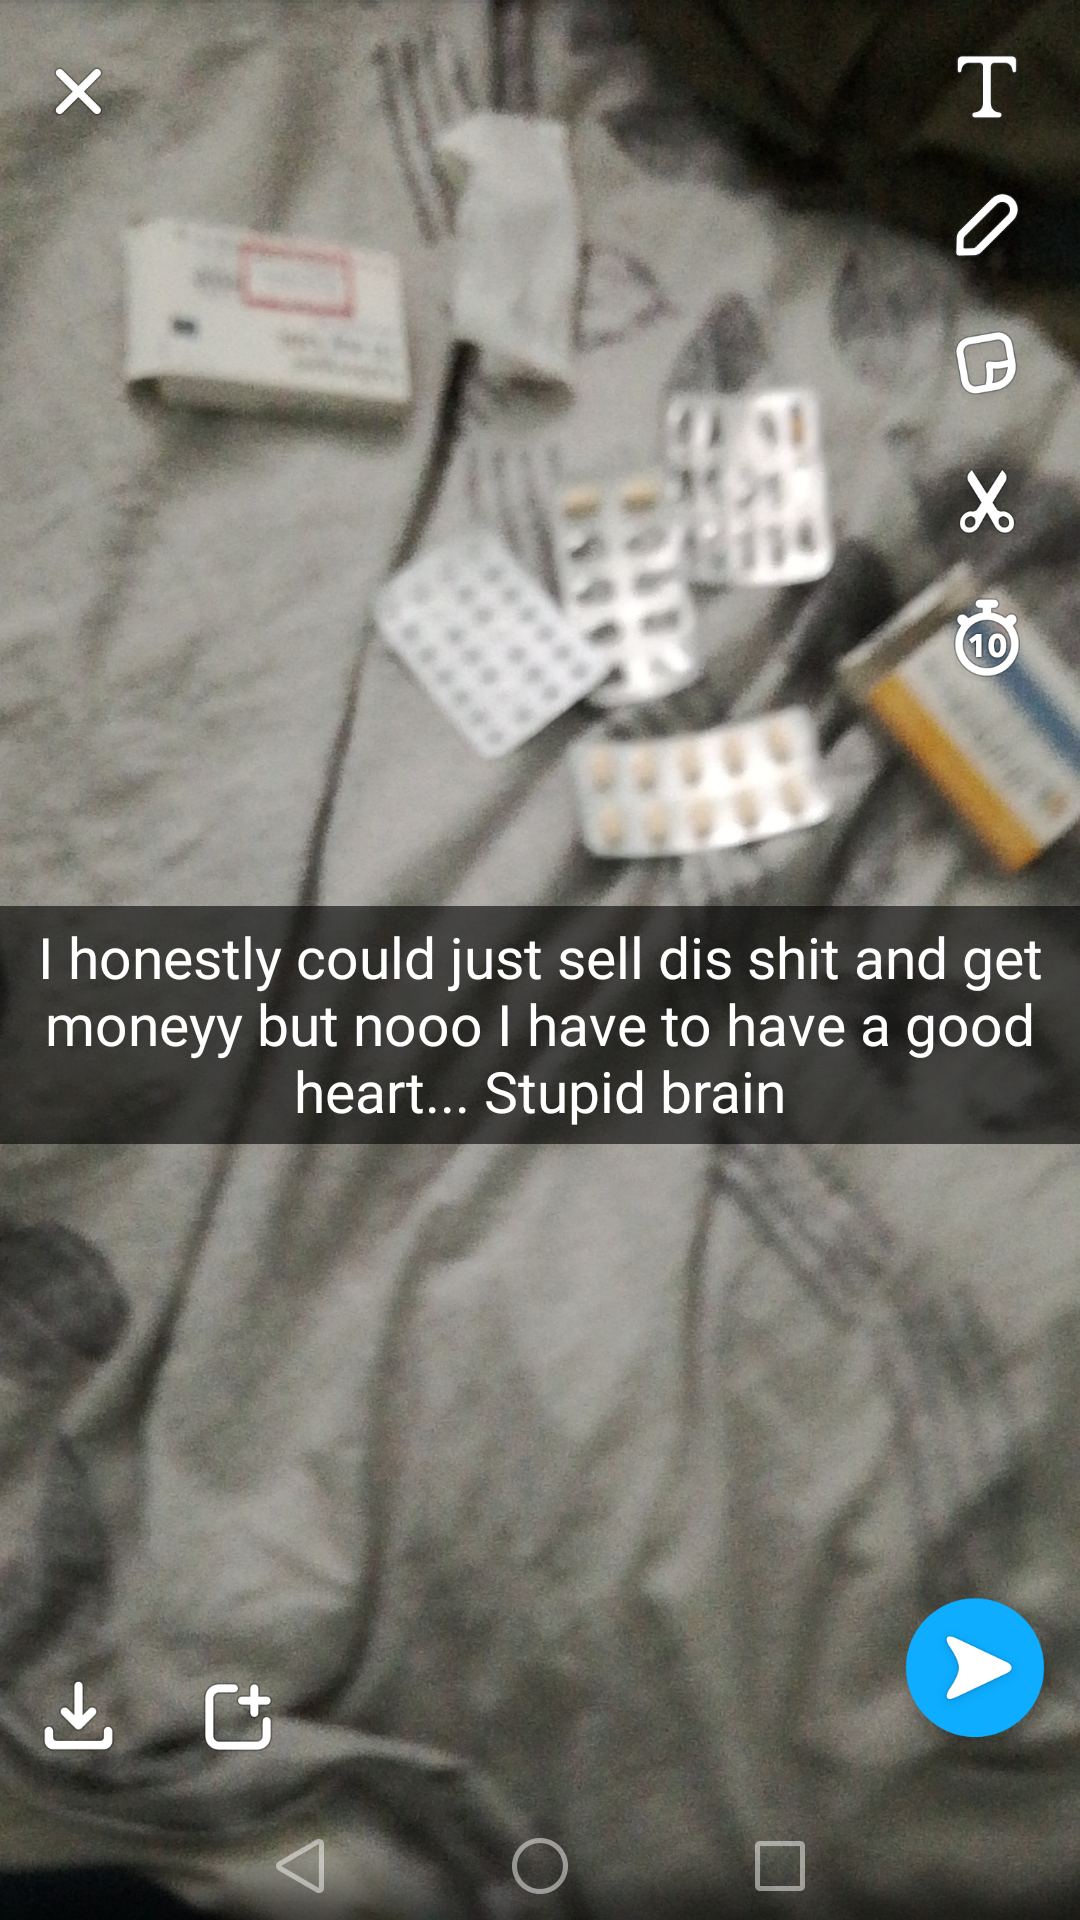 T
10
I honestly could just sell dis shit and get
moneyy but nooo I have to have a good
heart... Stupid brain